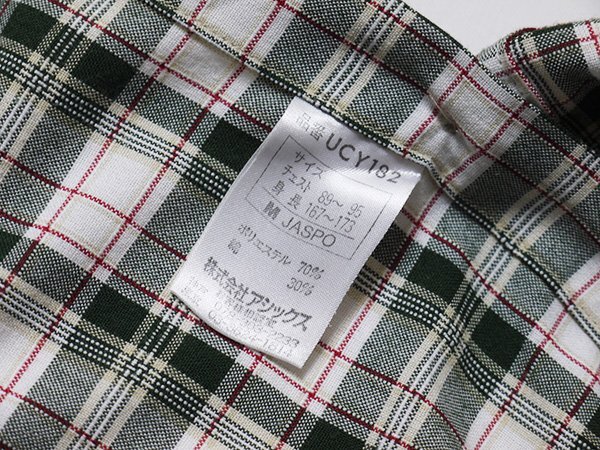 品番 UCY182
サイズ
チェスト 89～ 95
身長 167～173
M JASPO
ポリエステル 70%
綿 30%
株式会社アシックス